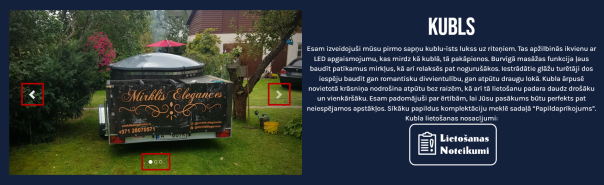 Mirklis Elegances
KUBLS
Esam izveidojuši mūsu pirmo sapņu kublu-ists lukss uz riteņiem. Tas apžilbinās ikvienu ar
LED apgaismojumu, kas mirdz kā kublā, tā pakāpienos. Burvīgā masāžas funkcija ļaus
baudīt patīkamus mirkļus, kā arī relaksēs pat nogurušākos. Iestrādātie glāžu turētāji dos
iespēju baudīt gan romantisku divvientulību, gan atpūtu draugu lokā. Kubla ārpusē
novietotā krāsniņa nodrošina atpūtu bez raizēm, kā arī tā lietošanu padara daudz drošāku
un vienkāršāku. Esam padomājuši par ērtībām, lai Jūsu pasākums būtu perfekts pat
neiespējamos apstākļos. Sīkāku papildus komplektāciju meklē sadaļā "Papildaprīkojums".
Kubla lietošanas nosacījumi:
Lietošanas
Noteikumi